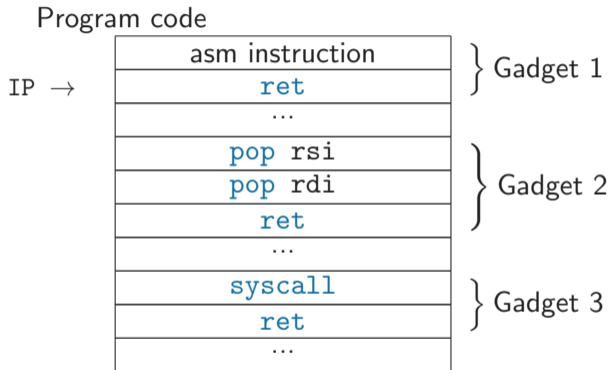 Program code
asm instruction
Gadget 1
IP →
ret
...
pop rsi
pop rdi
Gadget 2
ret
...
syscall
Gadget 3
ret
...